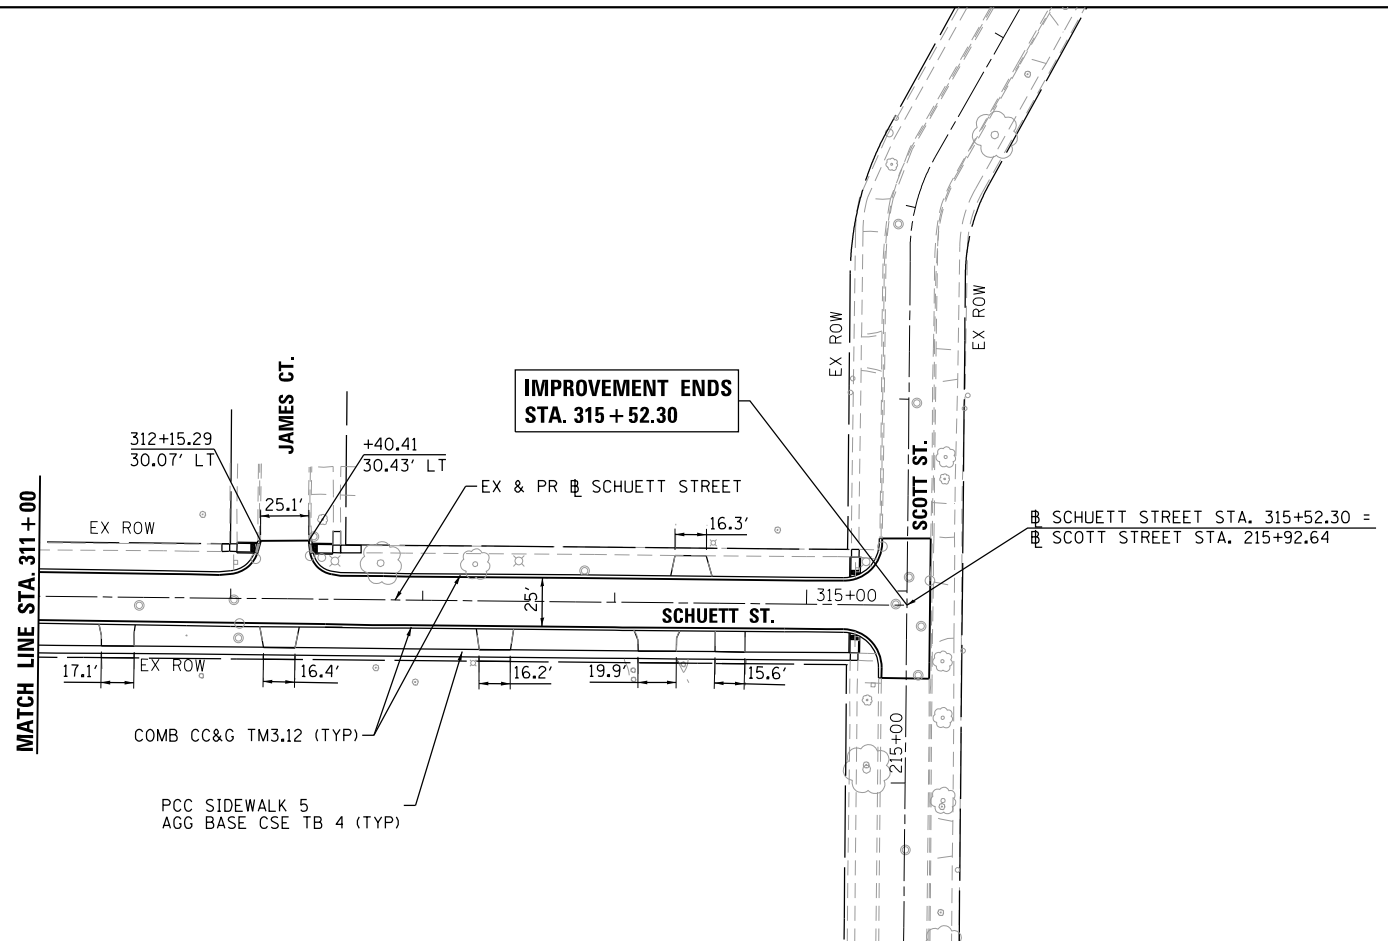 IMPROVEMENT ENDS
STA. 315+52.30
JAMES CT.
312+15.29
30.07' LT
+40.41
30.43' LT
25.1'
EX & PR ⅊ SCHUETT STREET
16.3'
EX ROW
EX ROW
SCOTT ST.
℄ SCHUETT STREET STA. 315+52.30 =
℄ SCOTT STREET STA. 215+92.64
MATCH LINE STA. 311+00
EX ROW
25'
315+00
SCHUETT ST.
17.1'
EX ROW
16.4'
16.2'
19.9'
15.6'
COMB CC&G TM3.12 (TYP)
215+00
PCC SIDEWALK 5
AGG BASE CSE TB 4 (TYP)